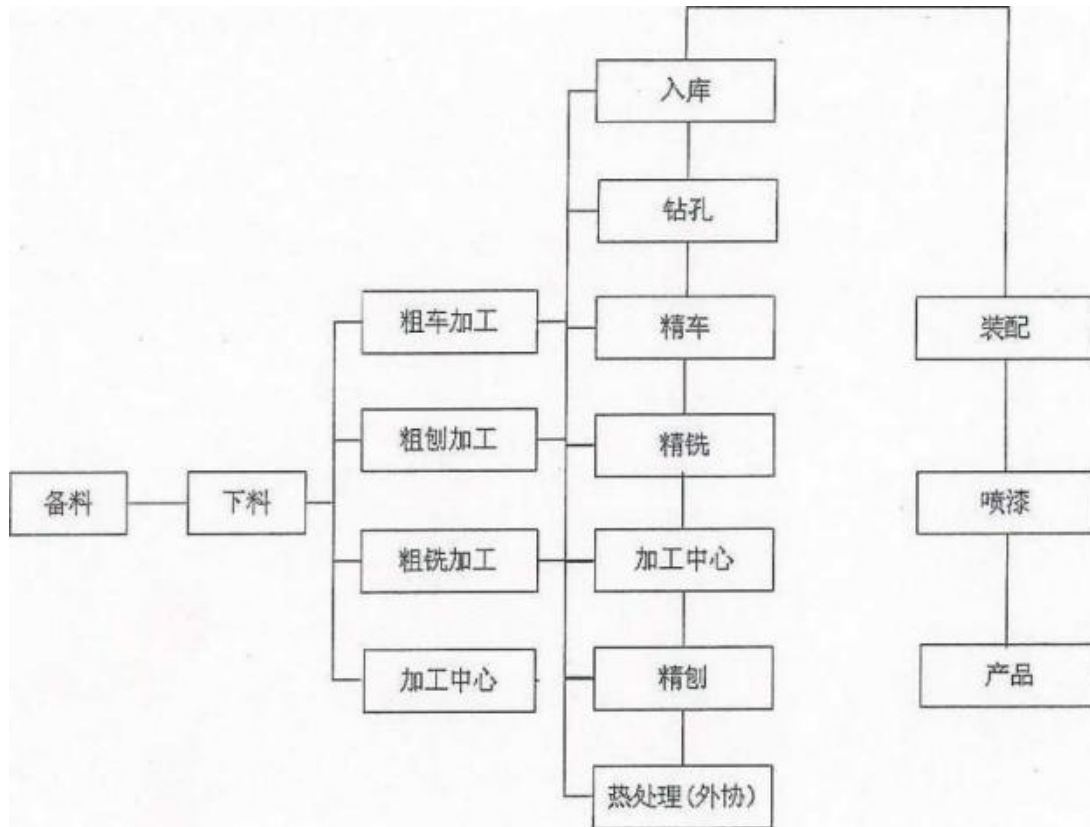 备料
下料
粗车加工
粗刨加工
粗铣加工
加工中心
入库
钻孔
精车
精铣
加工中心
精刨
热处理(外协)
装配
喷漆
产品